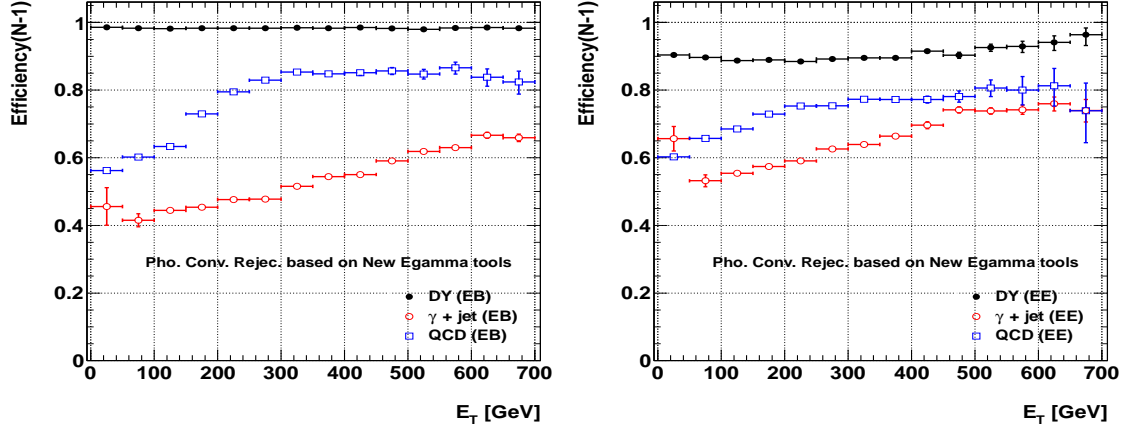 Efficiency(N-1)
1
0.8
0.6
0.4
0.2
0
Pho. Conv. Rejec. based on New Egamma tools
DY (EB)
γ + jet (EB)
QCD (EB)
0 100 200 300 400 500 600 700
E_T [GeV]
Efficiency(N-1)
1
0.8
0.6
0.4
0.2
0
Pho. Conv. Rejec. based on New Egamma tools
DY (EE)
γ + jet (EE)
QCD (EE)
0 100 200 300 400 500 600 700
E_T [GeV]